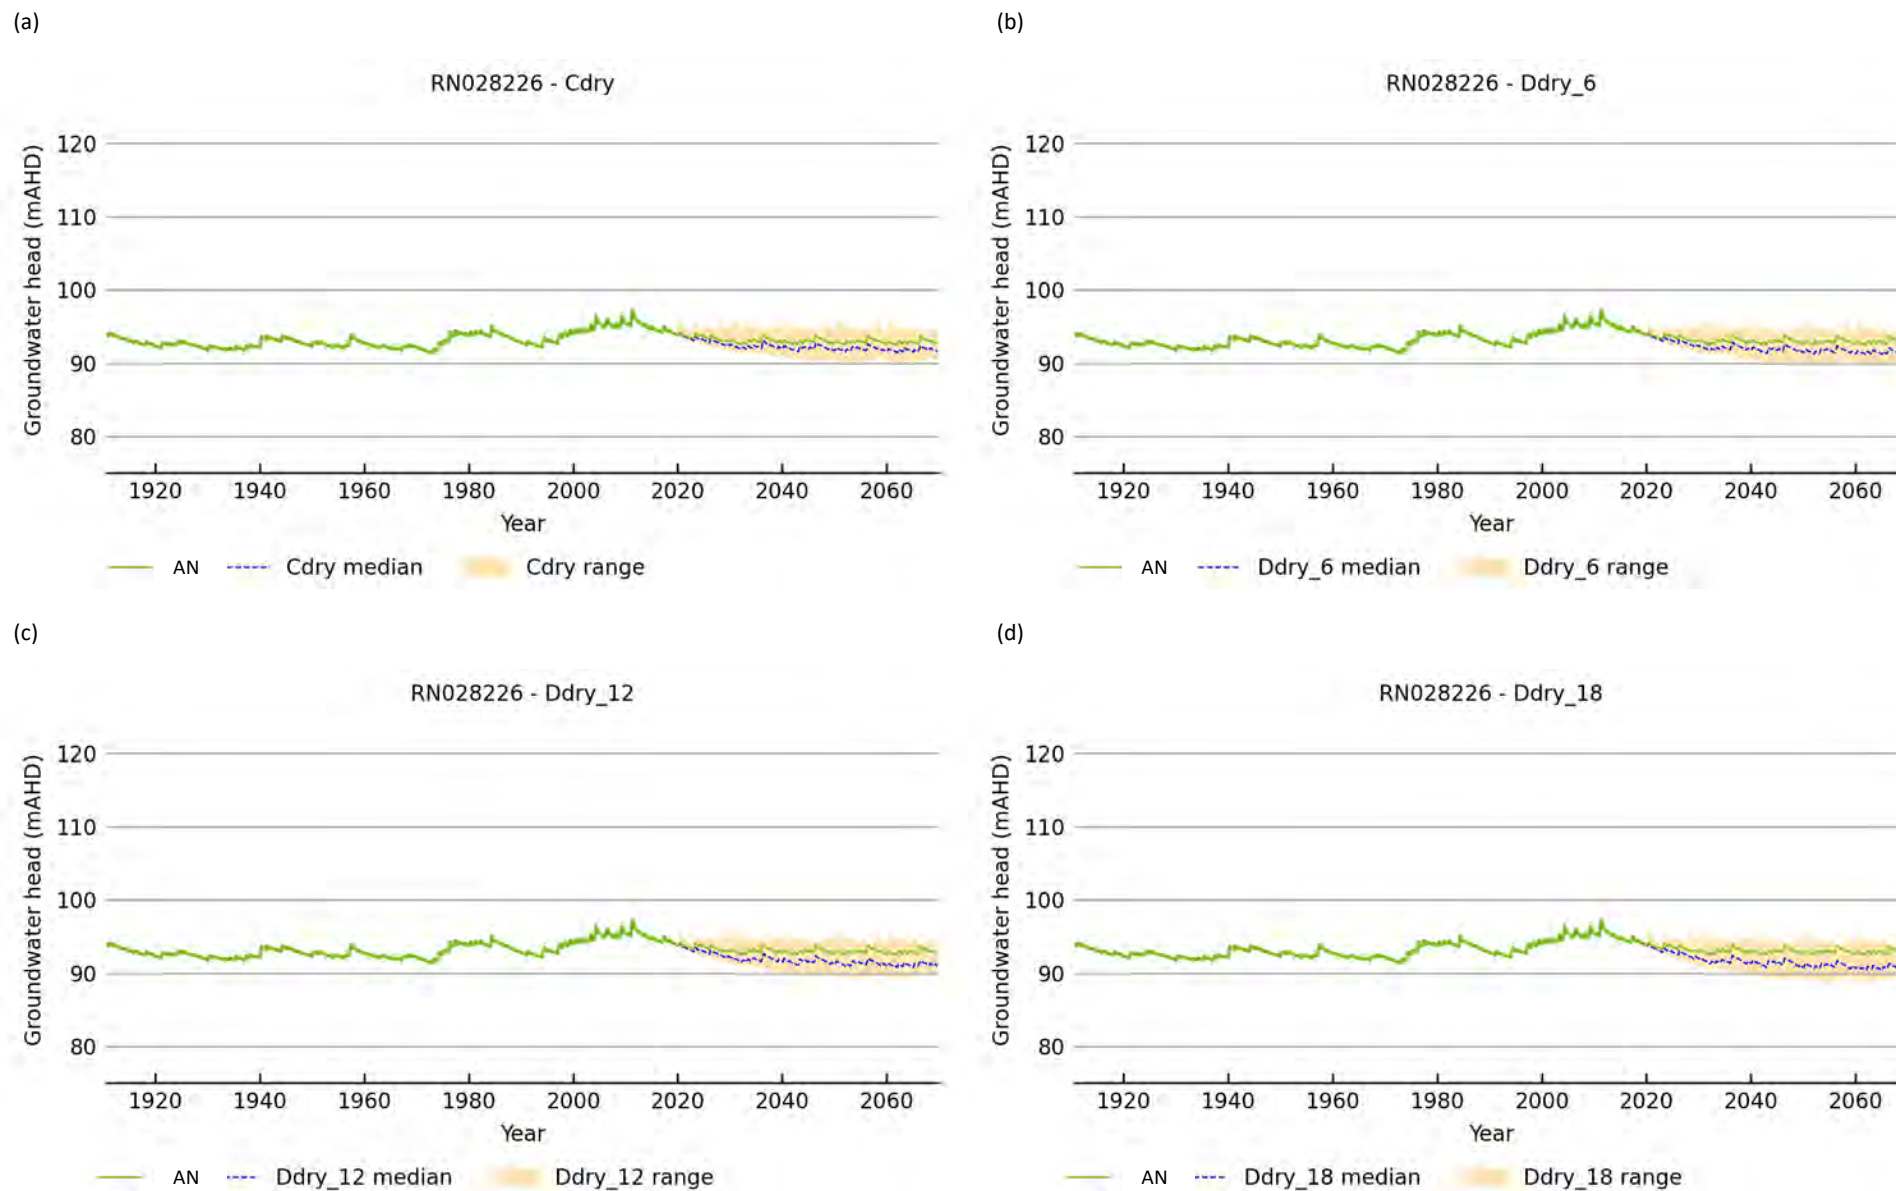 (a)
RN028226 - Cdry
Groundwater head (mAHD)
120
110
100
90
80
1920 1940 1960 1980 2000 2020 2040 2060
Year
AN Cdry median Cdry range
(b)
RN028226 - Ddry_6
Groundwater head (mAHD)
120
110
100
90
80
1920 1940 1960 1980 2000 2020 2040 2060
Year
AN Ddry_6 median Ddry_6 range
(c)
RN028226 - Ddry_12
Groundwater head (mAHD)
120
110
100
90
80
1920 1940 1960 1980 2000 2020 2040 2060
Year
AN Ddry_12 median Ddry_12 range
(d)
RN028226 - Ddry_18
Groundwater head (mAHD)
120
110
100
90
80
1920 1940 1960 1980 2000 2020 2040 2060
Year
AN Ddry_18 median Ddry_18 range